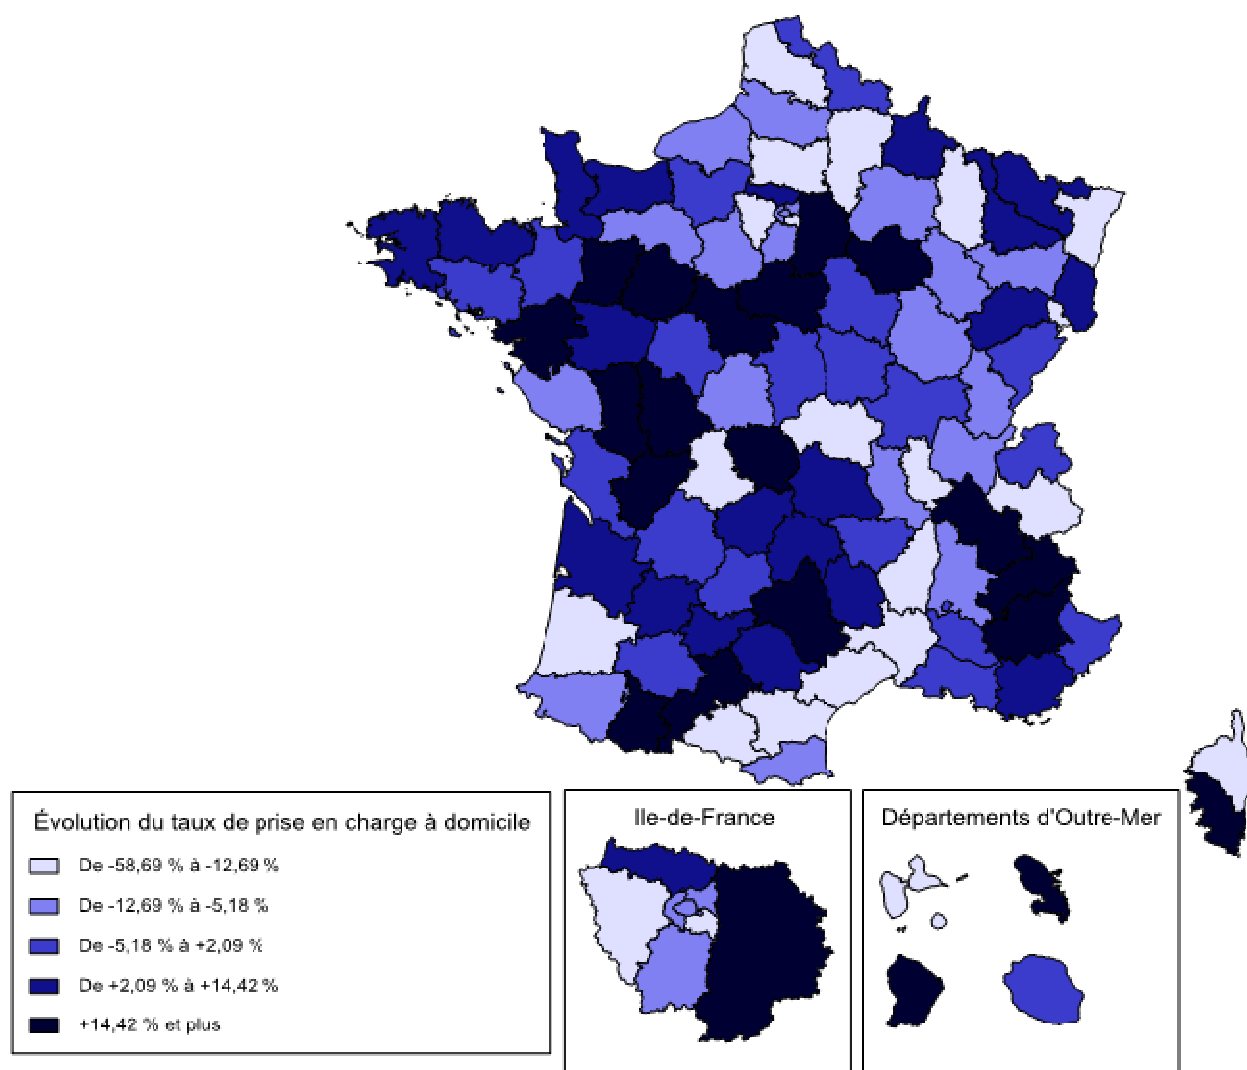 Évolution du taux de prise en charge à domicile
De -58,69 % à -12,69 %
De -12,69 % à -5,18 %
De -5,18 % à +2,09 %
De +2,09 % à +14,42 %
+14,42 % et plus
Ile-de-France
Départements d'Outre-Mer